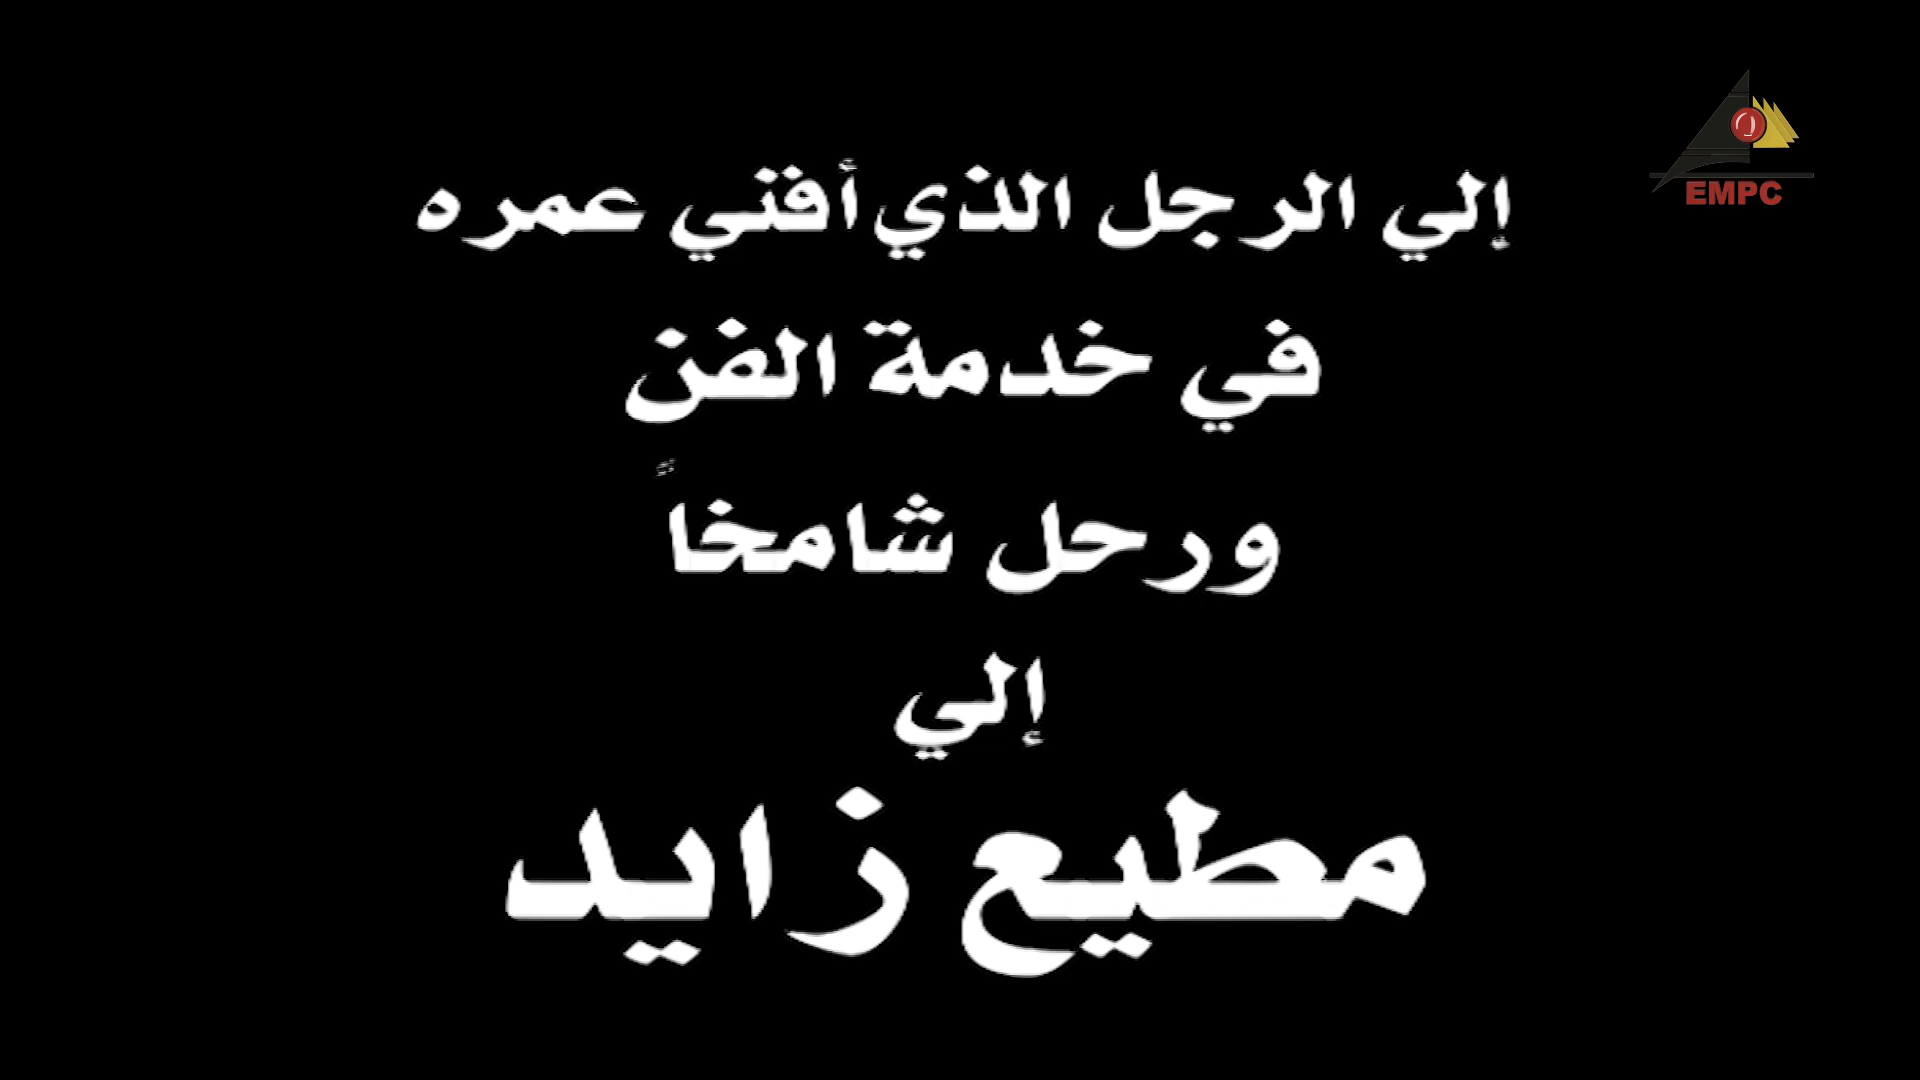 إلي الرجل الذي أفني عمره
في خدمة الفن
ورحل شامخاً
إلي
مطيع زايد
EMPC